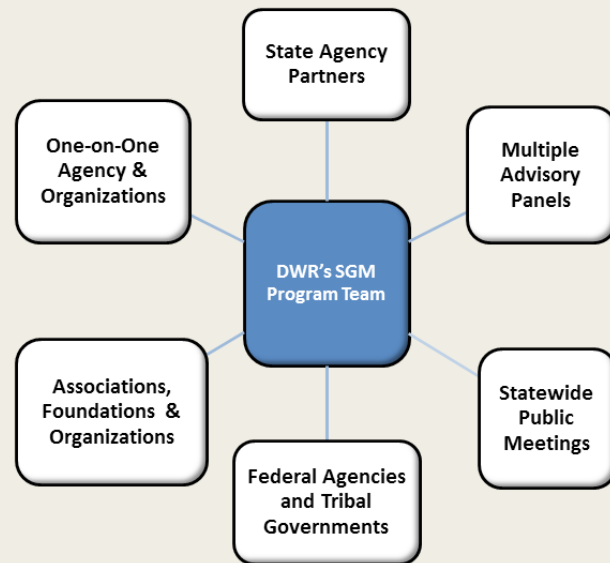 State Agency
Partners
One-on-One
Agency &
Organizations
Multiple
Advisory
Panels
DWR's SGM
Program Team
Associations,
Foundations &
Organizations
Statewide
Public
Meetings
Federal Agencies
and Tribal
Governments